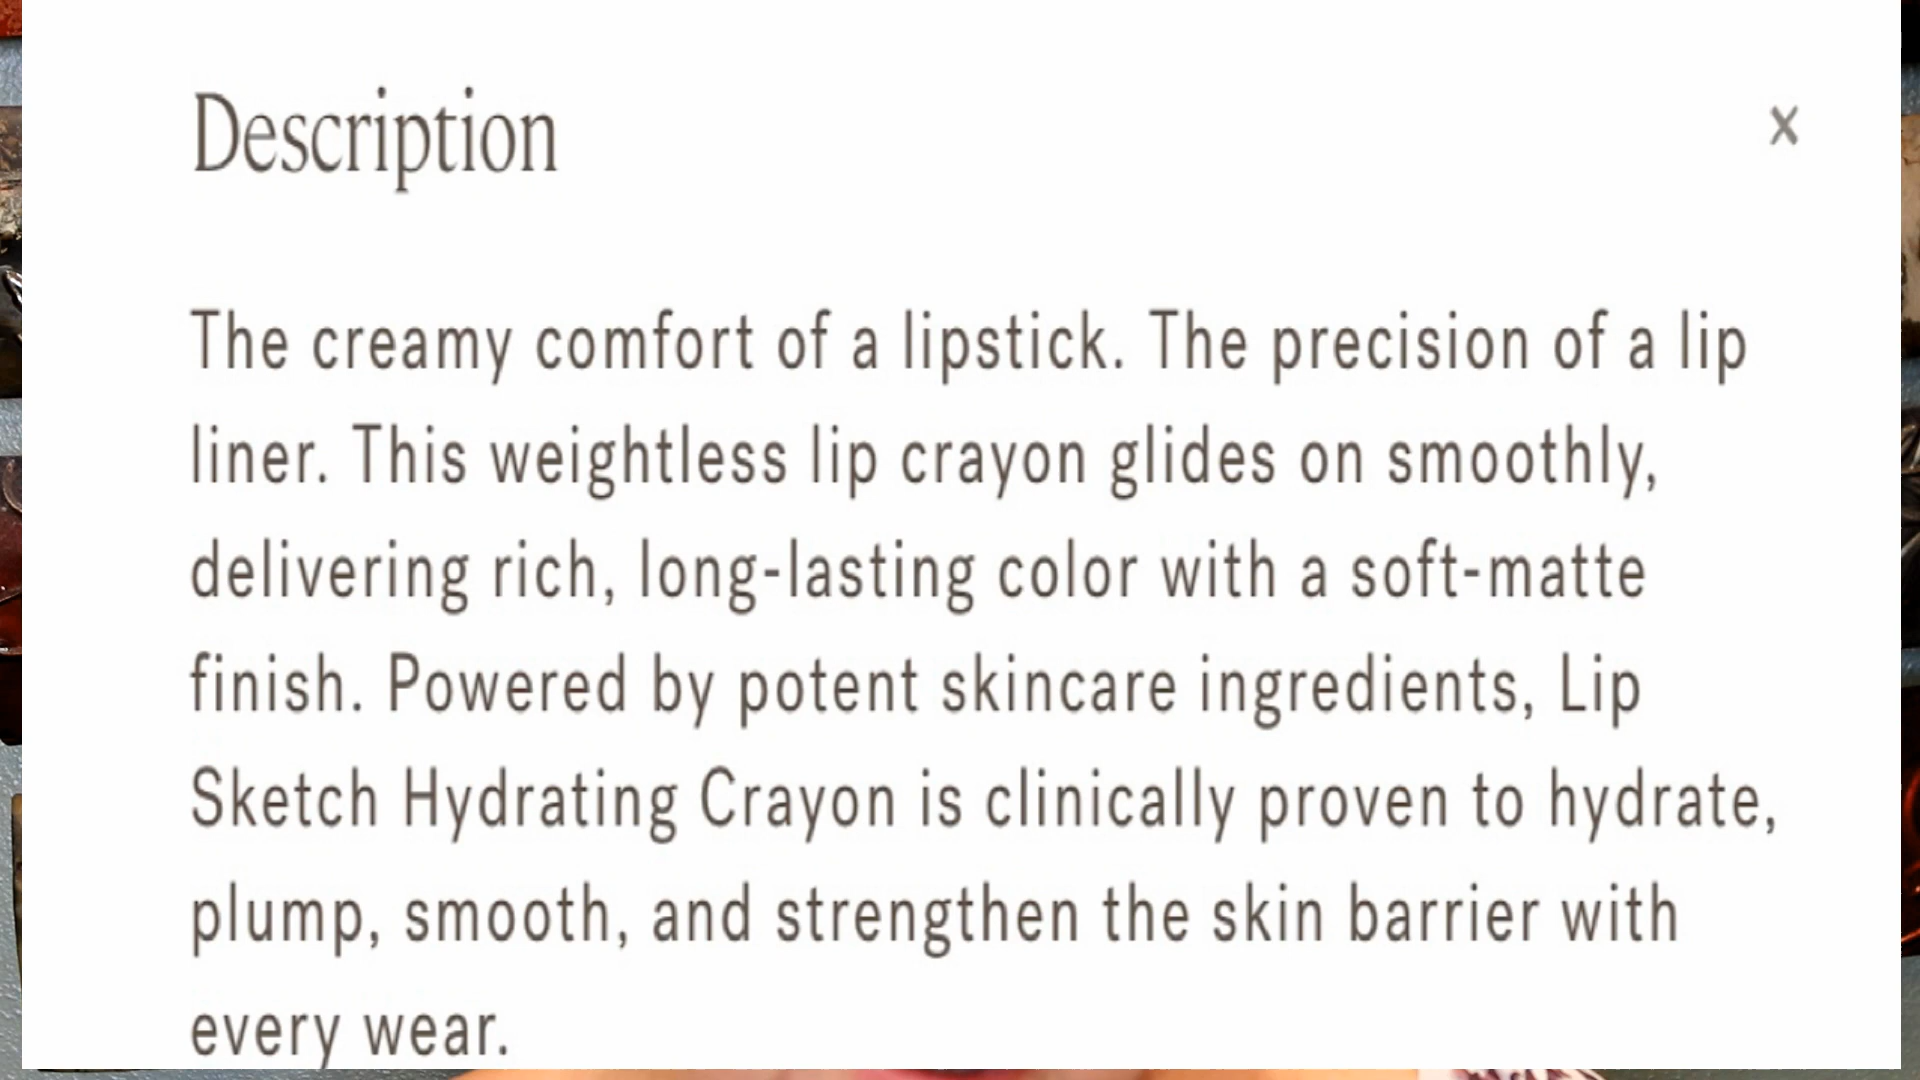 Description
X
The creamy comfort of a lipstick. The precision of a lip
liner. This weightless lip crayon glides on smoothly,
delivering rich, long-lasting color with a soft-matte
finish. Powered by potent skincare ingredients, Lip
Sketch Hydrating Crayon is clinically proven to hydrate,
plump, smooth, and strengthen the skin barrier with
every wear.